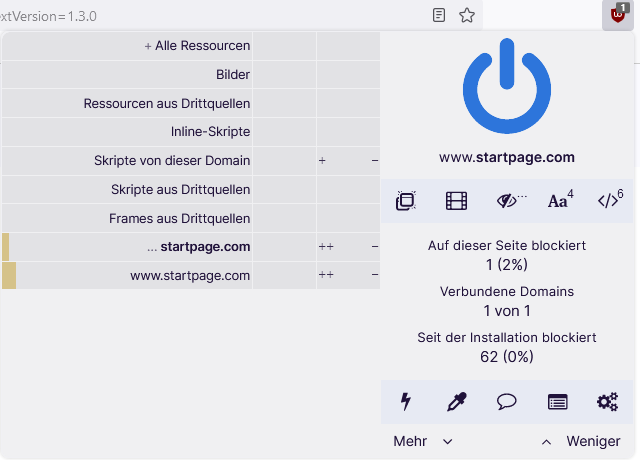 xtVersion=1.3.0
1
+ Alle Ressourcen
Bilder
Ressourcen aus Drittquellen
Inline-Skripte
Skripte von dieser Domain + −
Skripte aus Drittquellen
Frames aus Drittquellen
... startpage.com ++ −
www.startpage.com ++ −
www.startpage.com
... Aa 4 </> 6
Auf dieser Seite blockiert
1 (2%)
Verbundene Domains
1 von 1
Seit der Installation blockiert
62 (0%)
Mehr Weniger